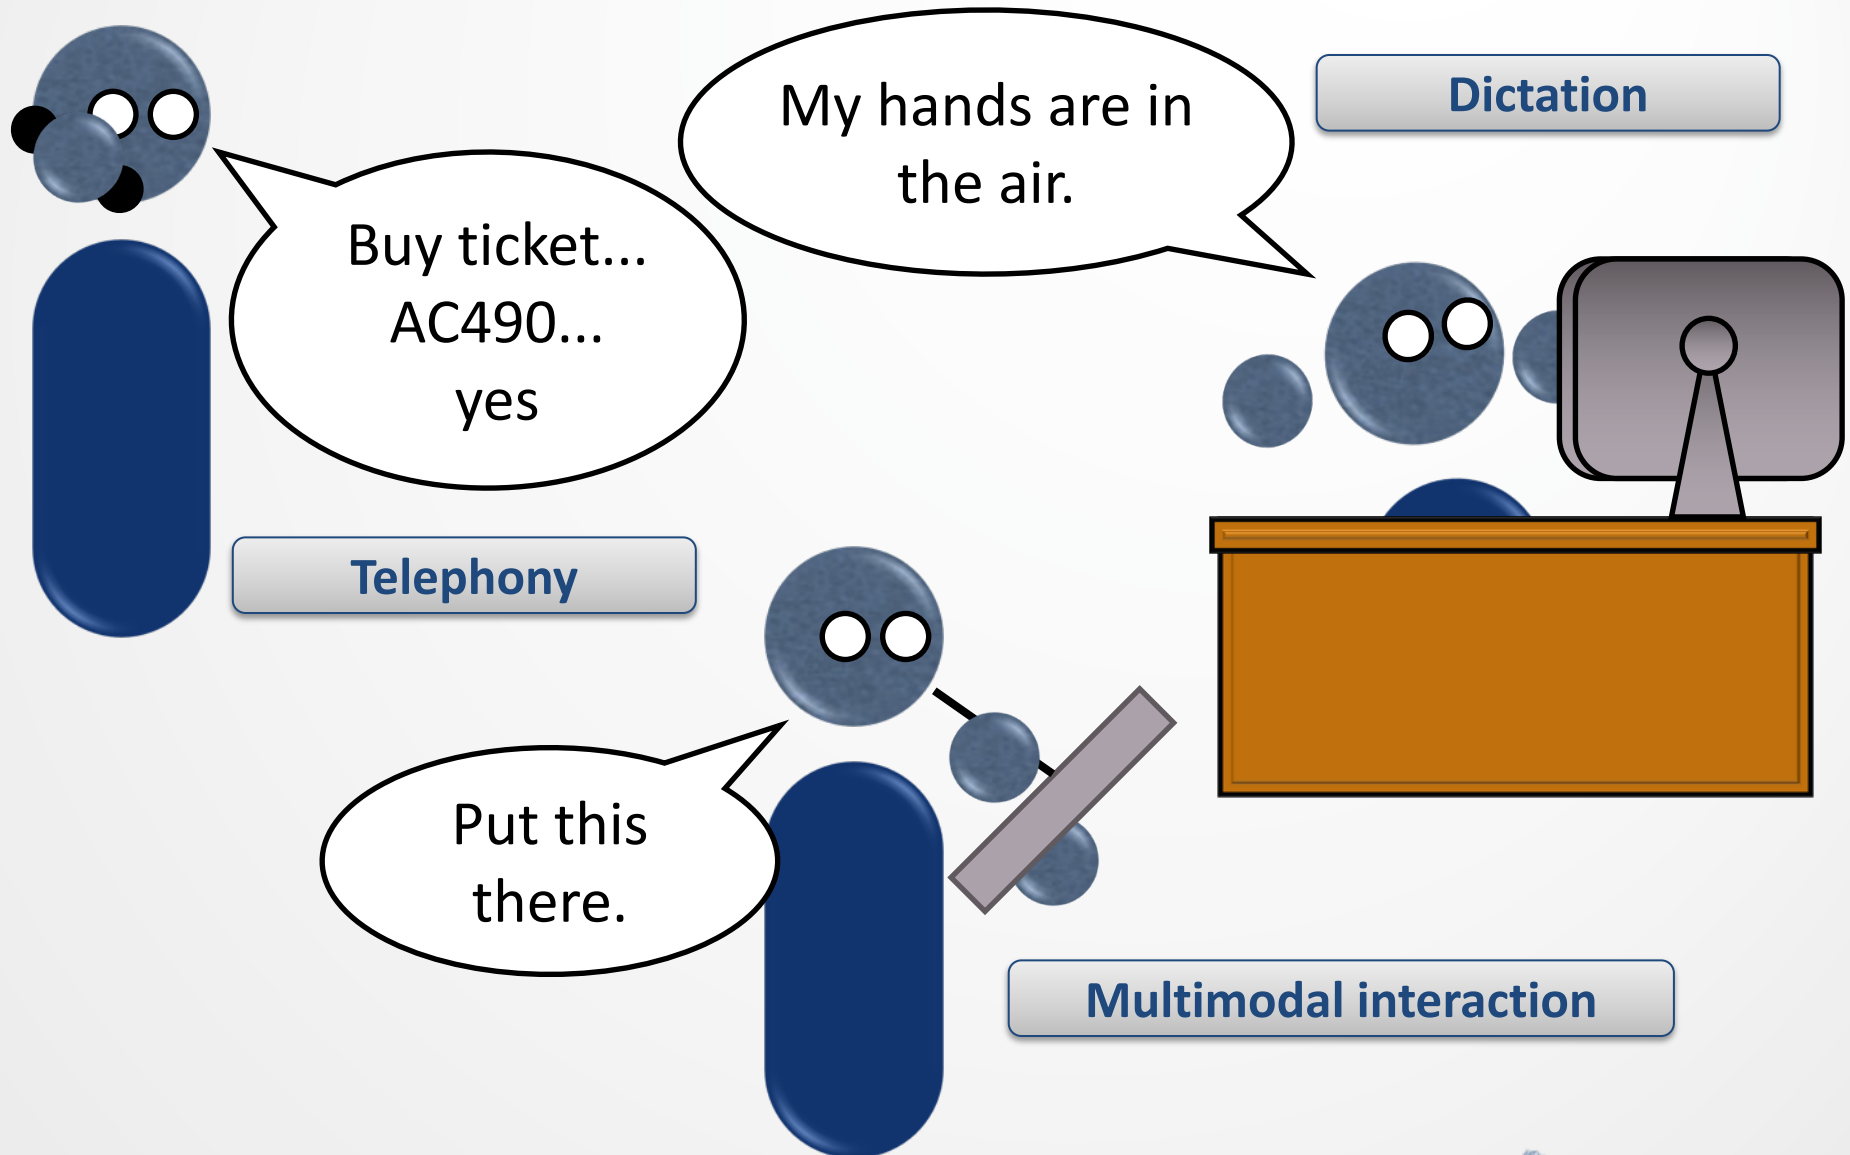 My hands are in
the air.
Dictation
Buy ticket...
AC490...
yes
Telephony
Put this
there.
Multimodal interaction